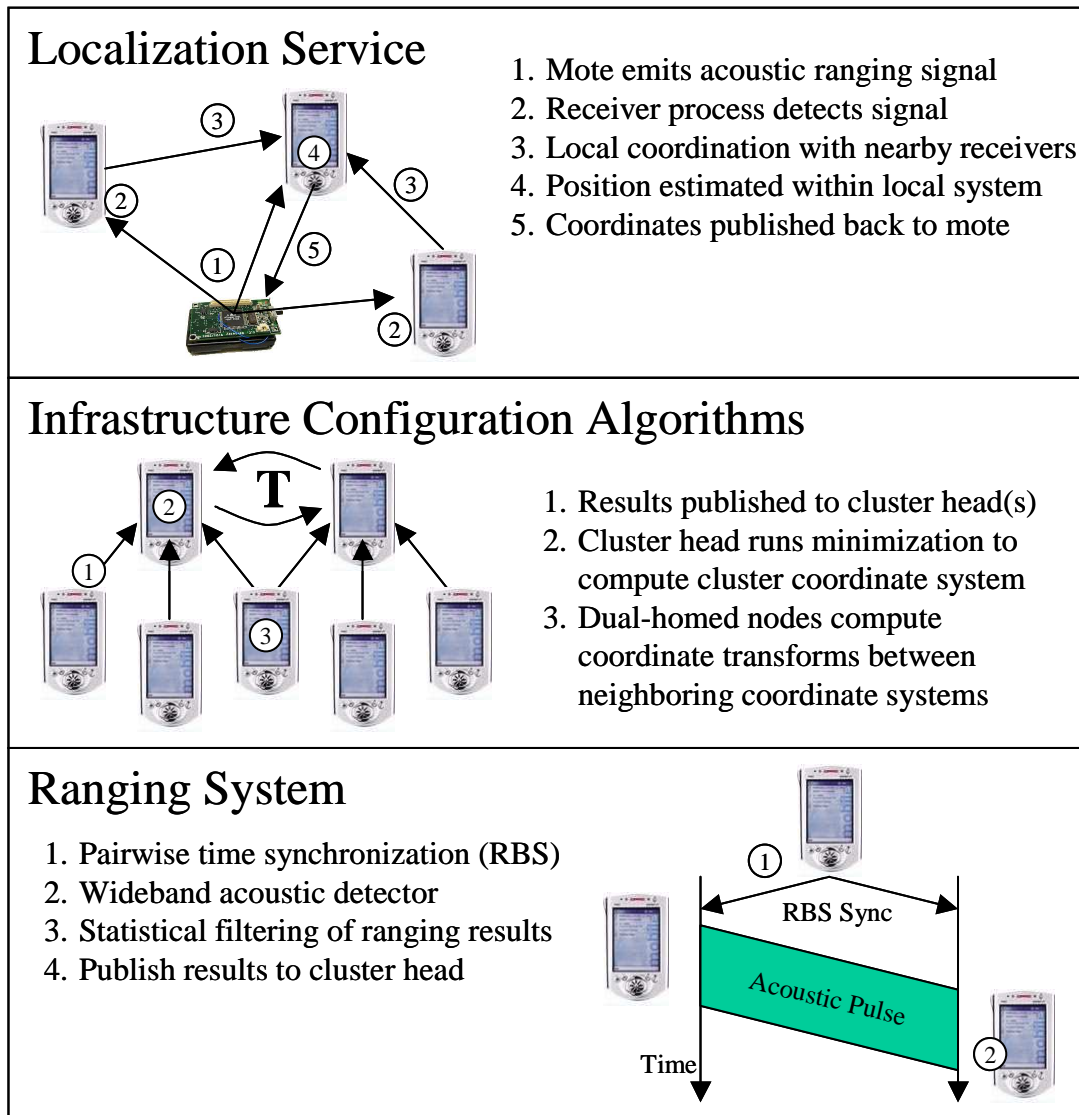 Localization Service
1. Mote emits acoustic ranging signal
2. Receiver process detects signal
3. Local coordination with nearby receivers
4. Position estimated within local system
5. Coordinates published back to mote
3
4
3
2
1
5
2
Infrastructure Configuration Algorithms
T
2
1
3
1. Results published to cluster head(s)
2. Cluster head runs minimization to
compute cluster coordinate system
3. Dual-homed nodes compute
coordinate transforms between
neighboring coordinate systems
Ranging System
1. Pairwise time synchronization (RBS)
2. Wideband acoustic detector
3. Statistical filtering of ranging results
4. Publish results to cluster head
1
RBS Sync
Acoustic Pulse
Time
2